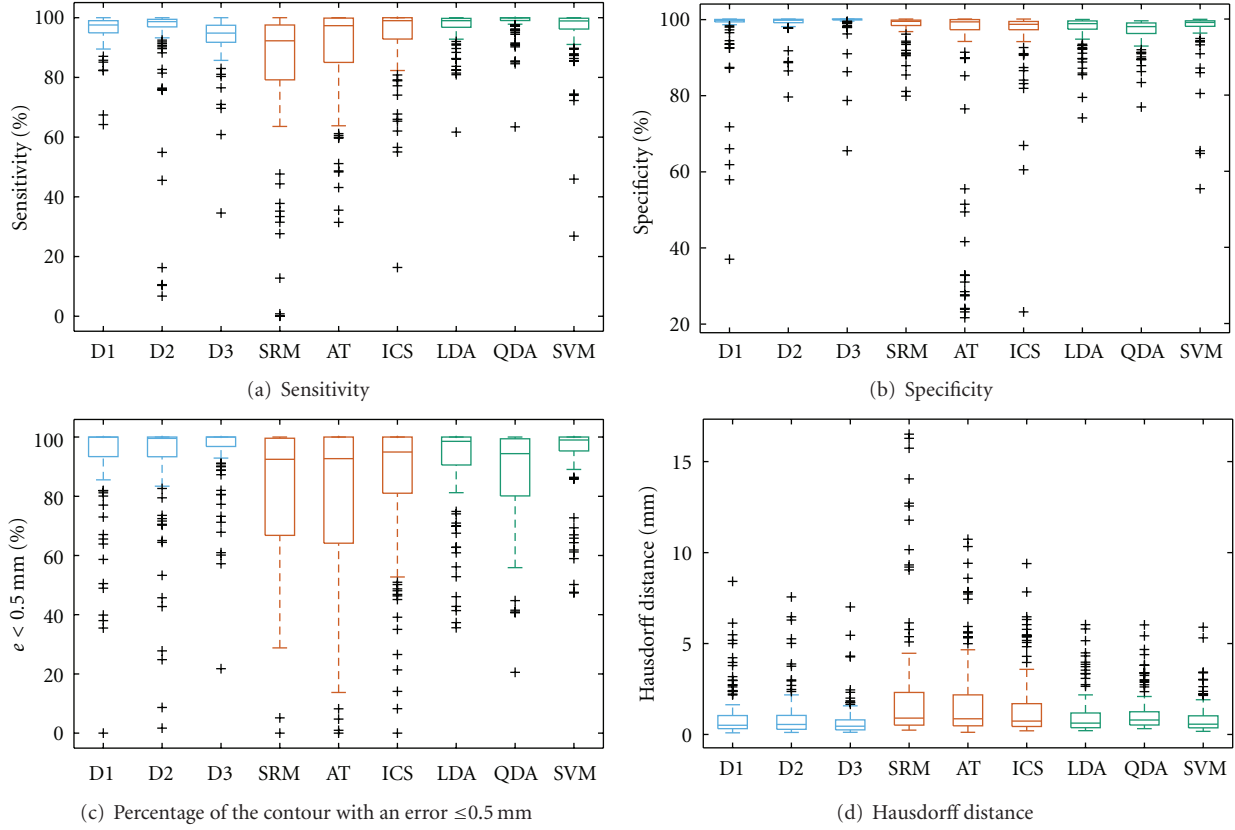 100
80
60
40
20
0
Sensitivity (%)
D1 D2 D3 SRM AT ICS LDA QDA SVM
(a) Sensitivity
100
80
60
40
20
Specificity (%)
D1 D2 D3 SRM AT ICS LDA QDA SVM
(b) Specificity
100
80
60
40
20
0
e < 0.5 mm (%)
D1 D2 D3 SRM AT ICS LDA QDA SVM
(c) Percentage of the contour with an error ≤0.5 mm
15
10
5
0
Hausdorff distance (mm)
D1 D2 D3 SRM AT ICS LDA QDA SVM
(d) Hausdorff distance